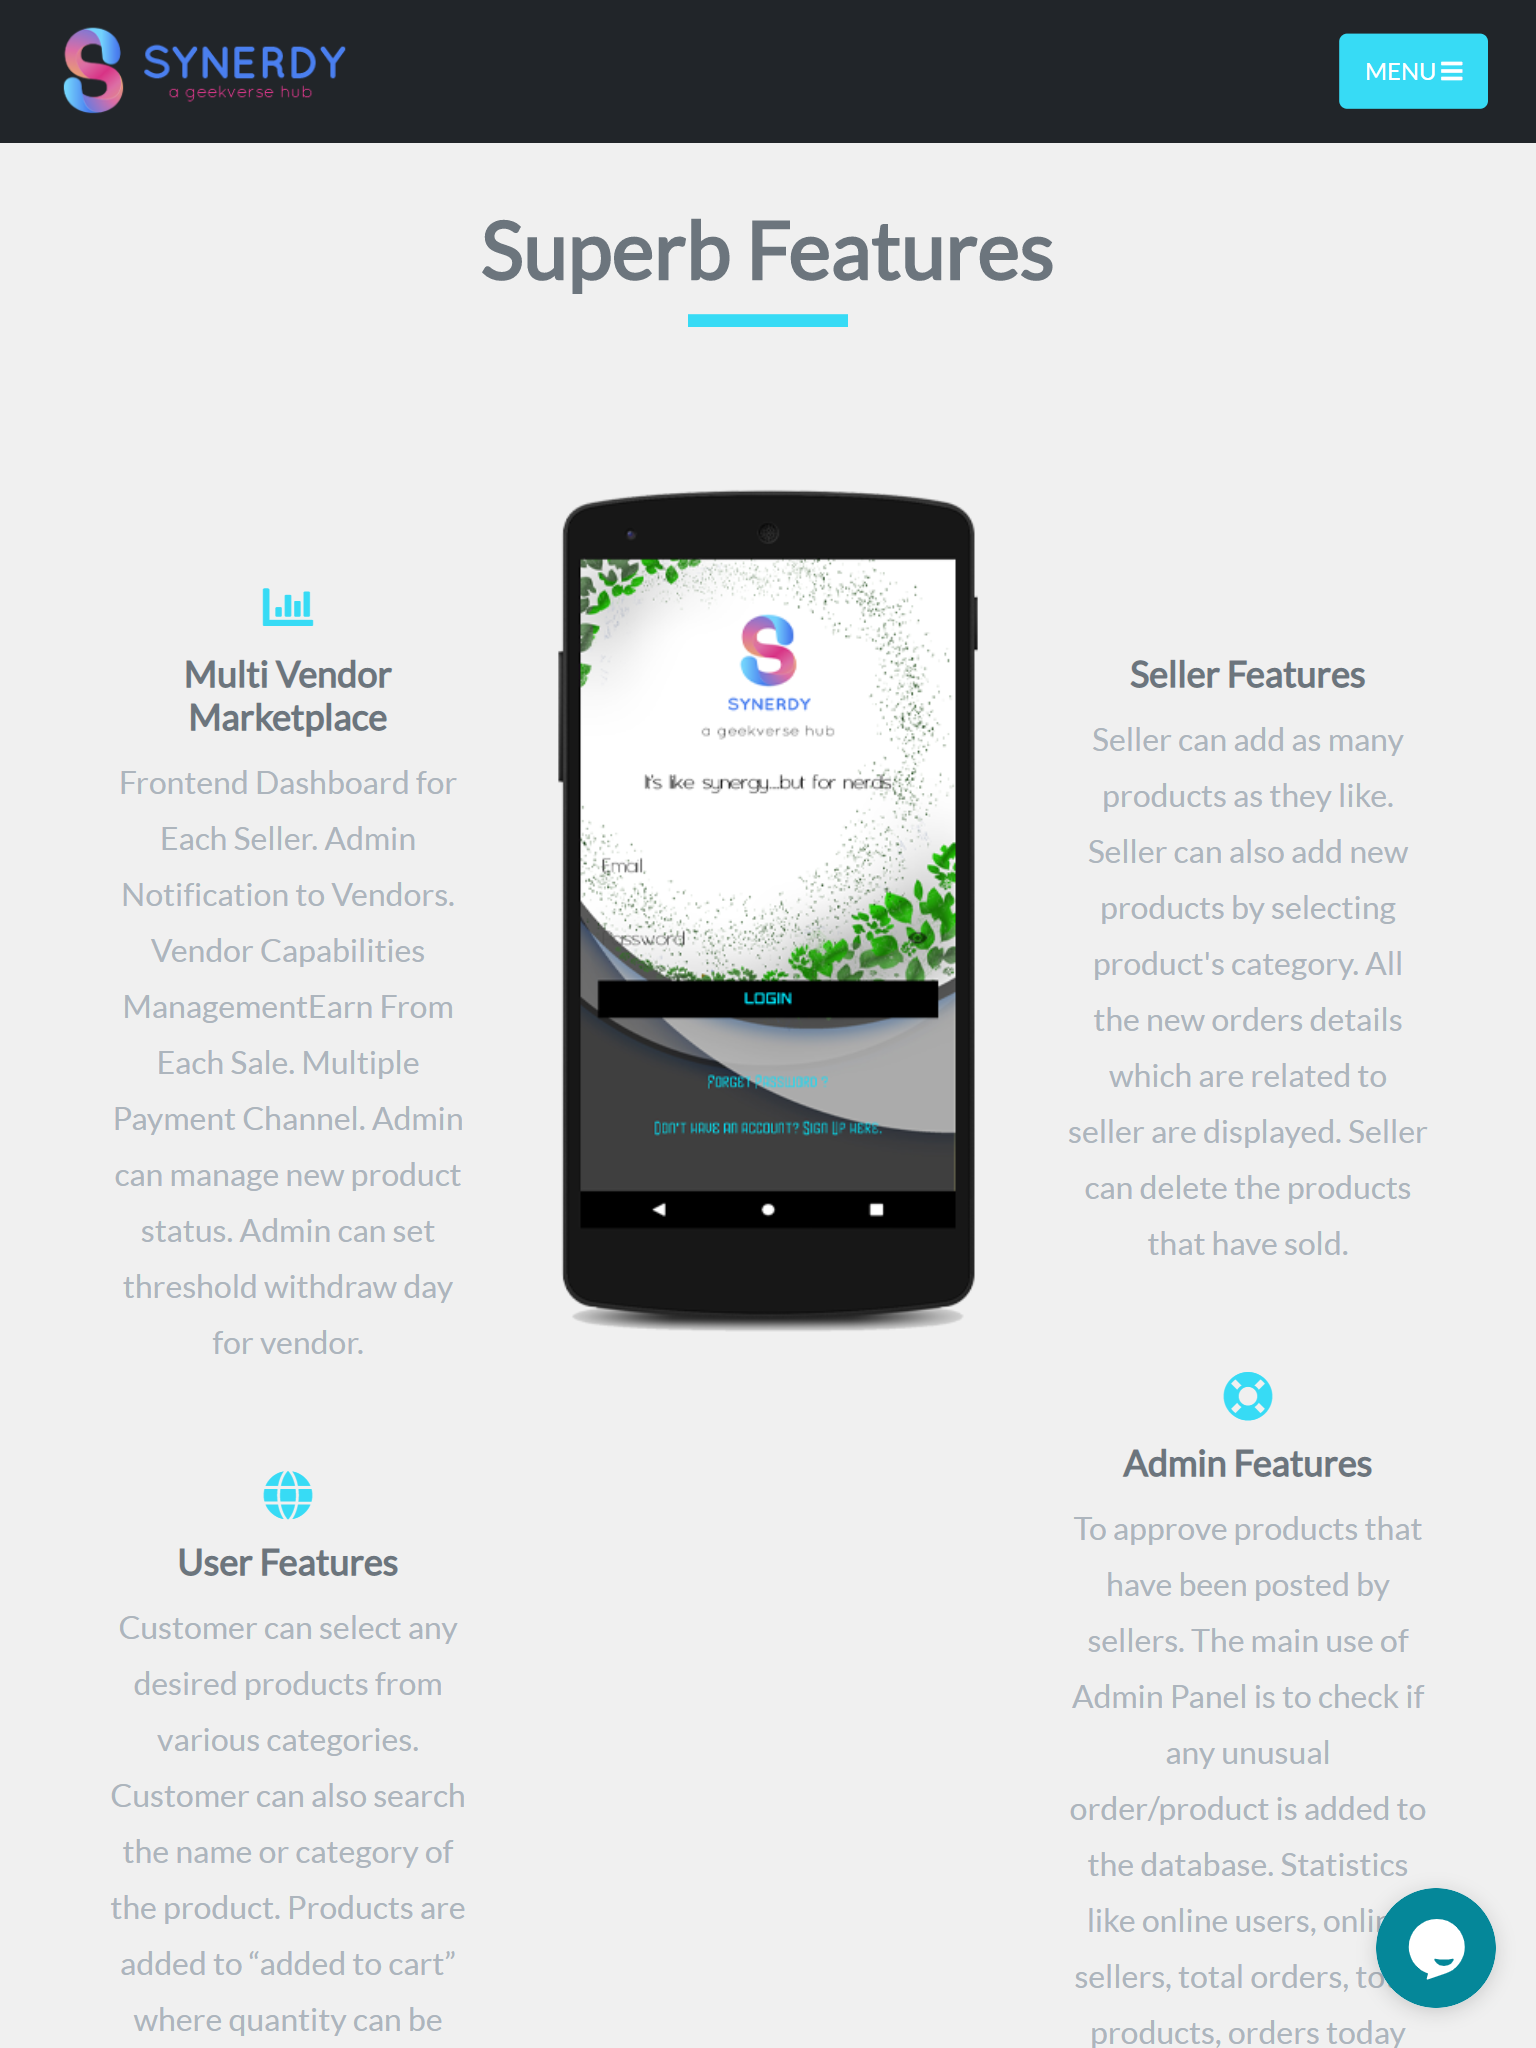 SYNERDY
a geekverse hub
MENU
Superb Features
Multi Vendor
Marketplace
Frontend Dashboard for
Each Seller. Admin
Notification to Vendors.
Vendor Capabilities
ManagementEarn From
Each Sale. Multiple
Payment Channel. Admin
can manage new product
status. Admin can set
threshold withdraw day
for vendor.
User Features
Customer can select any
desired products from
various categories.
Customer can also search
the name or category of
the product. Products are
added to “added to cart”
where quantity can be
SYNERDY
a geekverse hub
It's like synergy...but for nerds.
Email
Password
LOGIN
Forget Password ?
Don't have an account? Sign Up here.
Seller Features
Seller can add as many
products as they like.
Seller can also add new
products by selecting
product's category. All
the new orders details
which are related to
seller are displayed. Seller
can delete the products
that have sold.
Admin Features
To approve products that
have been posted by
sellers. The main use of
Admin Panel is to check if
any unusual
order/product is added to
the database. Statistics
like online users,
sellers, total orders,
products, orders today